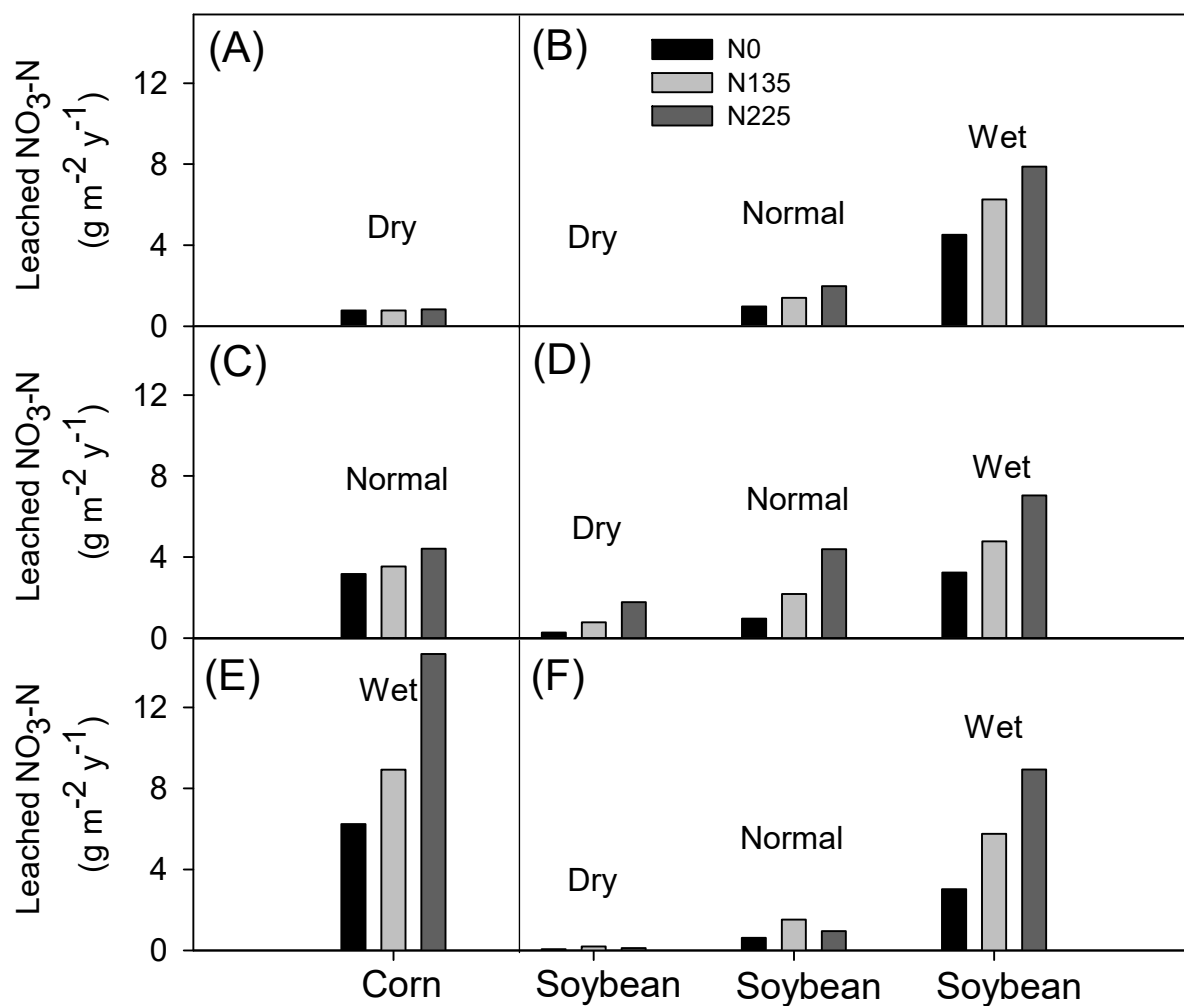 (A)
(B)
N0
N135
N225
Leached NO3-N
(g m-2 y-1)
12
8
4
0
Dry
Dry
Normal
Wet
(C)
(D)
Leached NO3-N
(g m-2 y-1)
12
8
4
0
Normal
Dry
Normal
Wet
(E)
(F)
Leached NO3-N
(g m-2 y-1)
12
8
4
0
Wet
Dry
Normal
Wet
Corn
Soybean
Soybean
Soybean